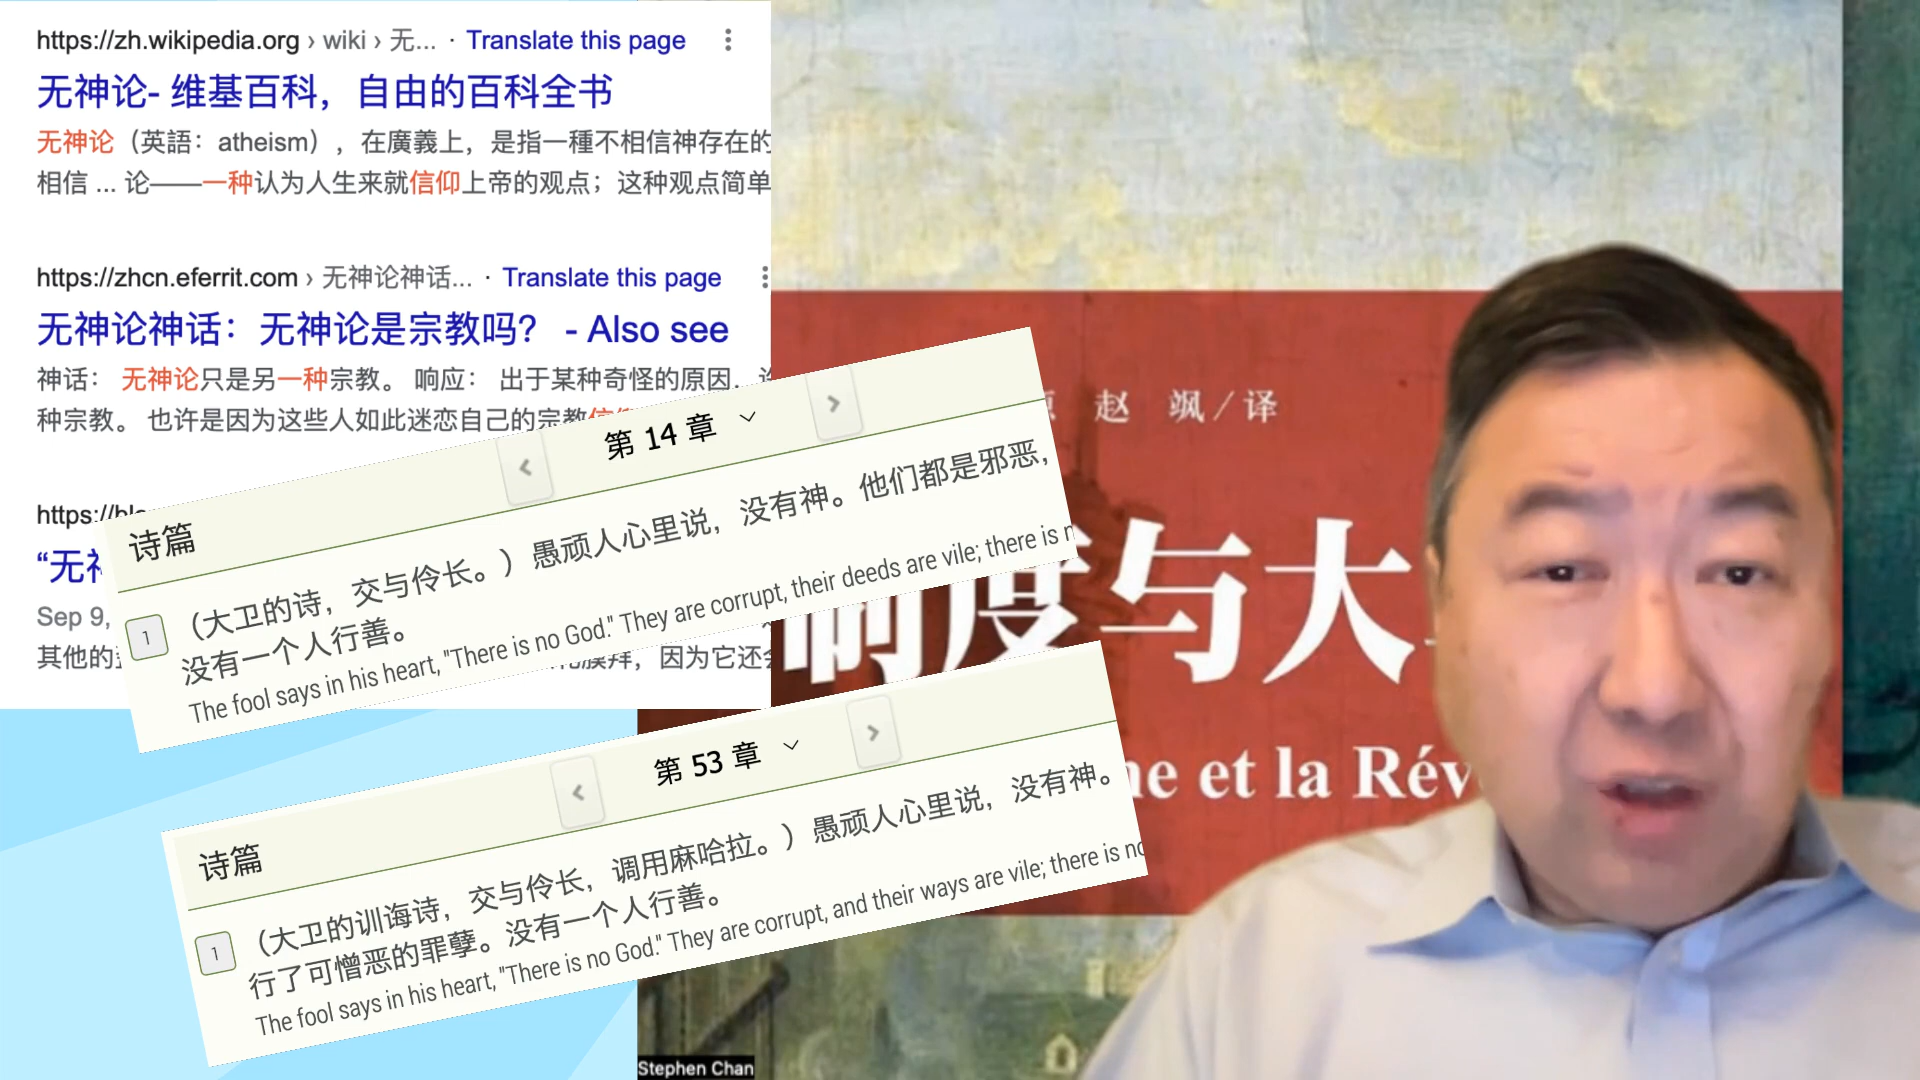 https://zh.wikipedia.org › wiki › 无... · Translate this page
无神论- 维基百科，自由的百科全书
无神论（英語：atheism），在廣義上，是指一種不相信神存在的
相信 ... 论——一种认为人生来就信仰上帝的观点；这种观点简单
https://zhcn.eferrit.com › 无神论神话... · Translate this page
无神论神话：无神论是宗教吗？ - Also see
神话： 无神论只是另一种宗教。 响应： 出于某种奇怪的原因，
种宗教。 也许是因为这些人如此迷恋自己的宗教
https://
“无神
Sep 9,
其他的
膜拜，因为它还
第 14 章
诗篇
1
（大卫的诗，交与伶长。）愚顽人心里说，没有神。他们都是邪恶，
没有一个人行善。
The fool says in his heart, "There is no God." They are corrupt, their deeds are vile; there is n
第 53 章
诗篇
1
（大卫的训诲诗，交与伶长，调用麻哈拉。）愚顽人心里说，没有神。
行了可憎恶的罪孽。没有一个人行善。
The fool says in his heart, "There is no God." They are corrupt, and their ways are vile; there is no
赵 飒／译
制度与大
ne et la Rév
Stephen Chan